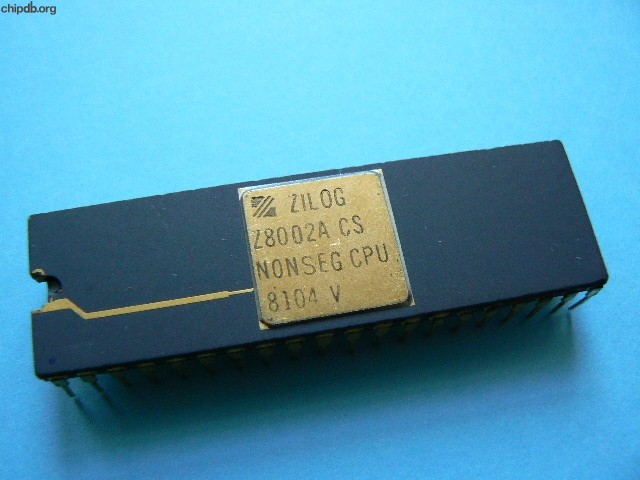 chipdb.org
ZILOG
Z8002A CS
NONSEG CPU
8104 V